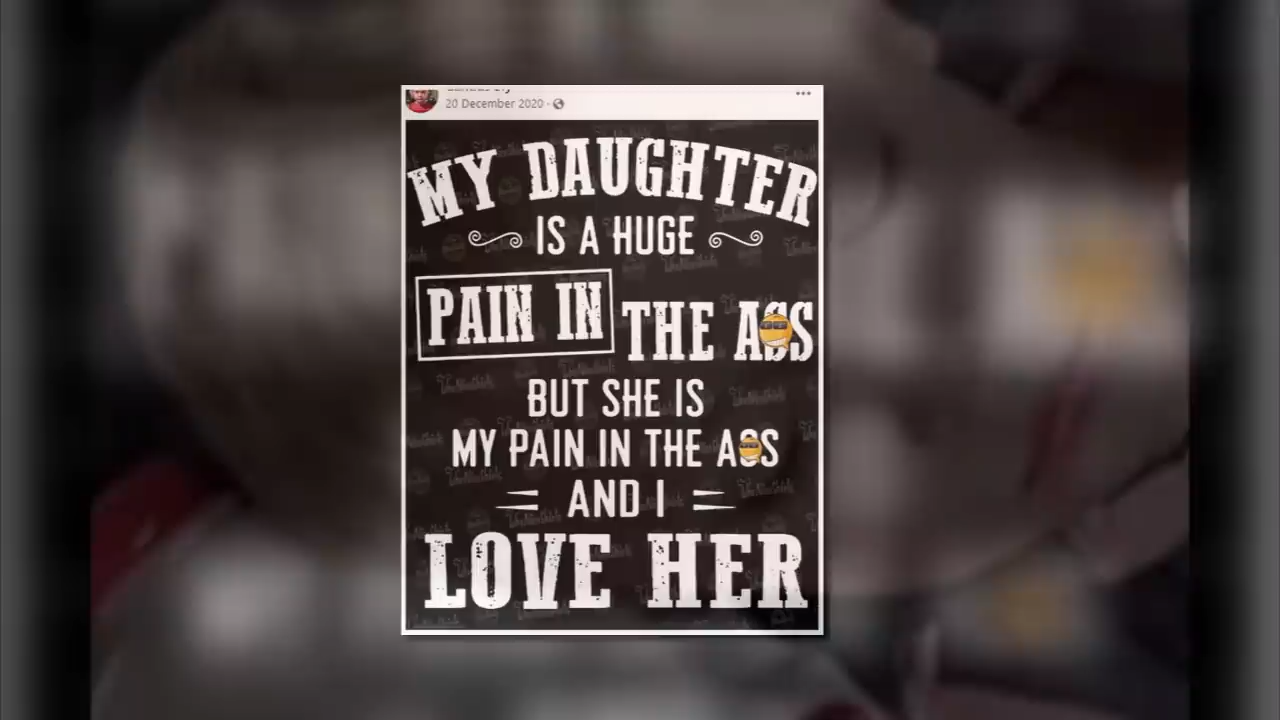 20 December 2020
MY DAUGHTER
IS A HUGE
PAIN IN THE ASS
BUT SHE IS
MY PAIN IN THE ASS
AND I
LOVE HER